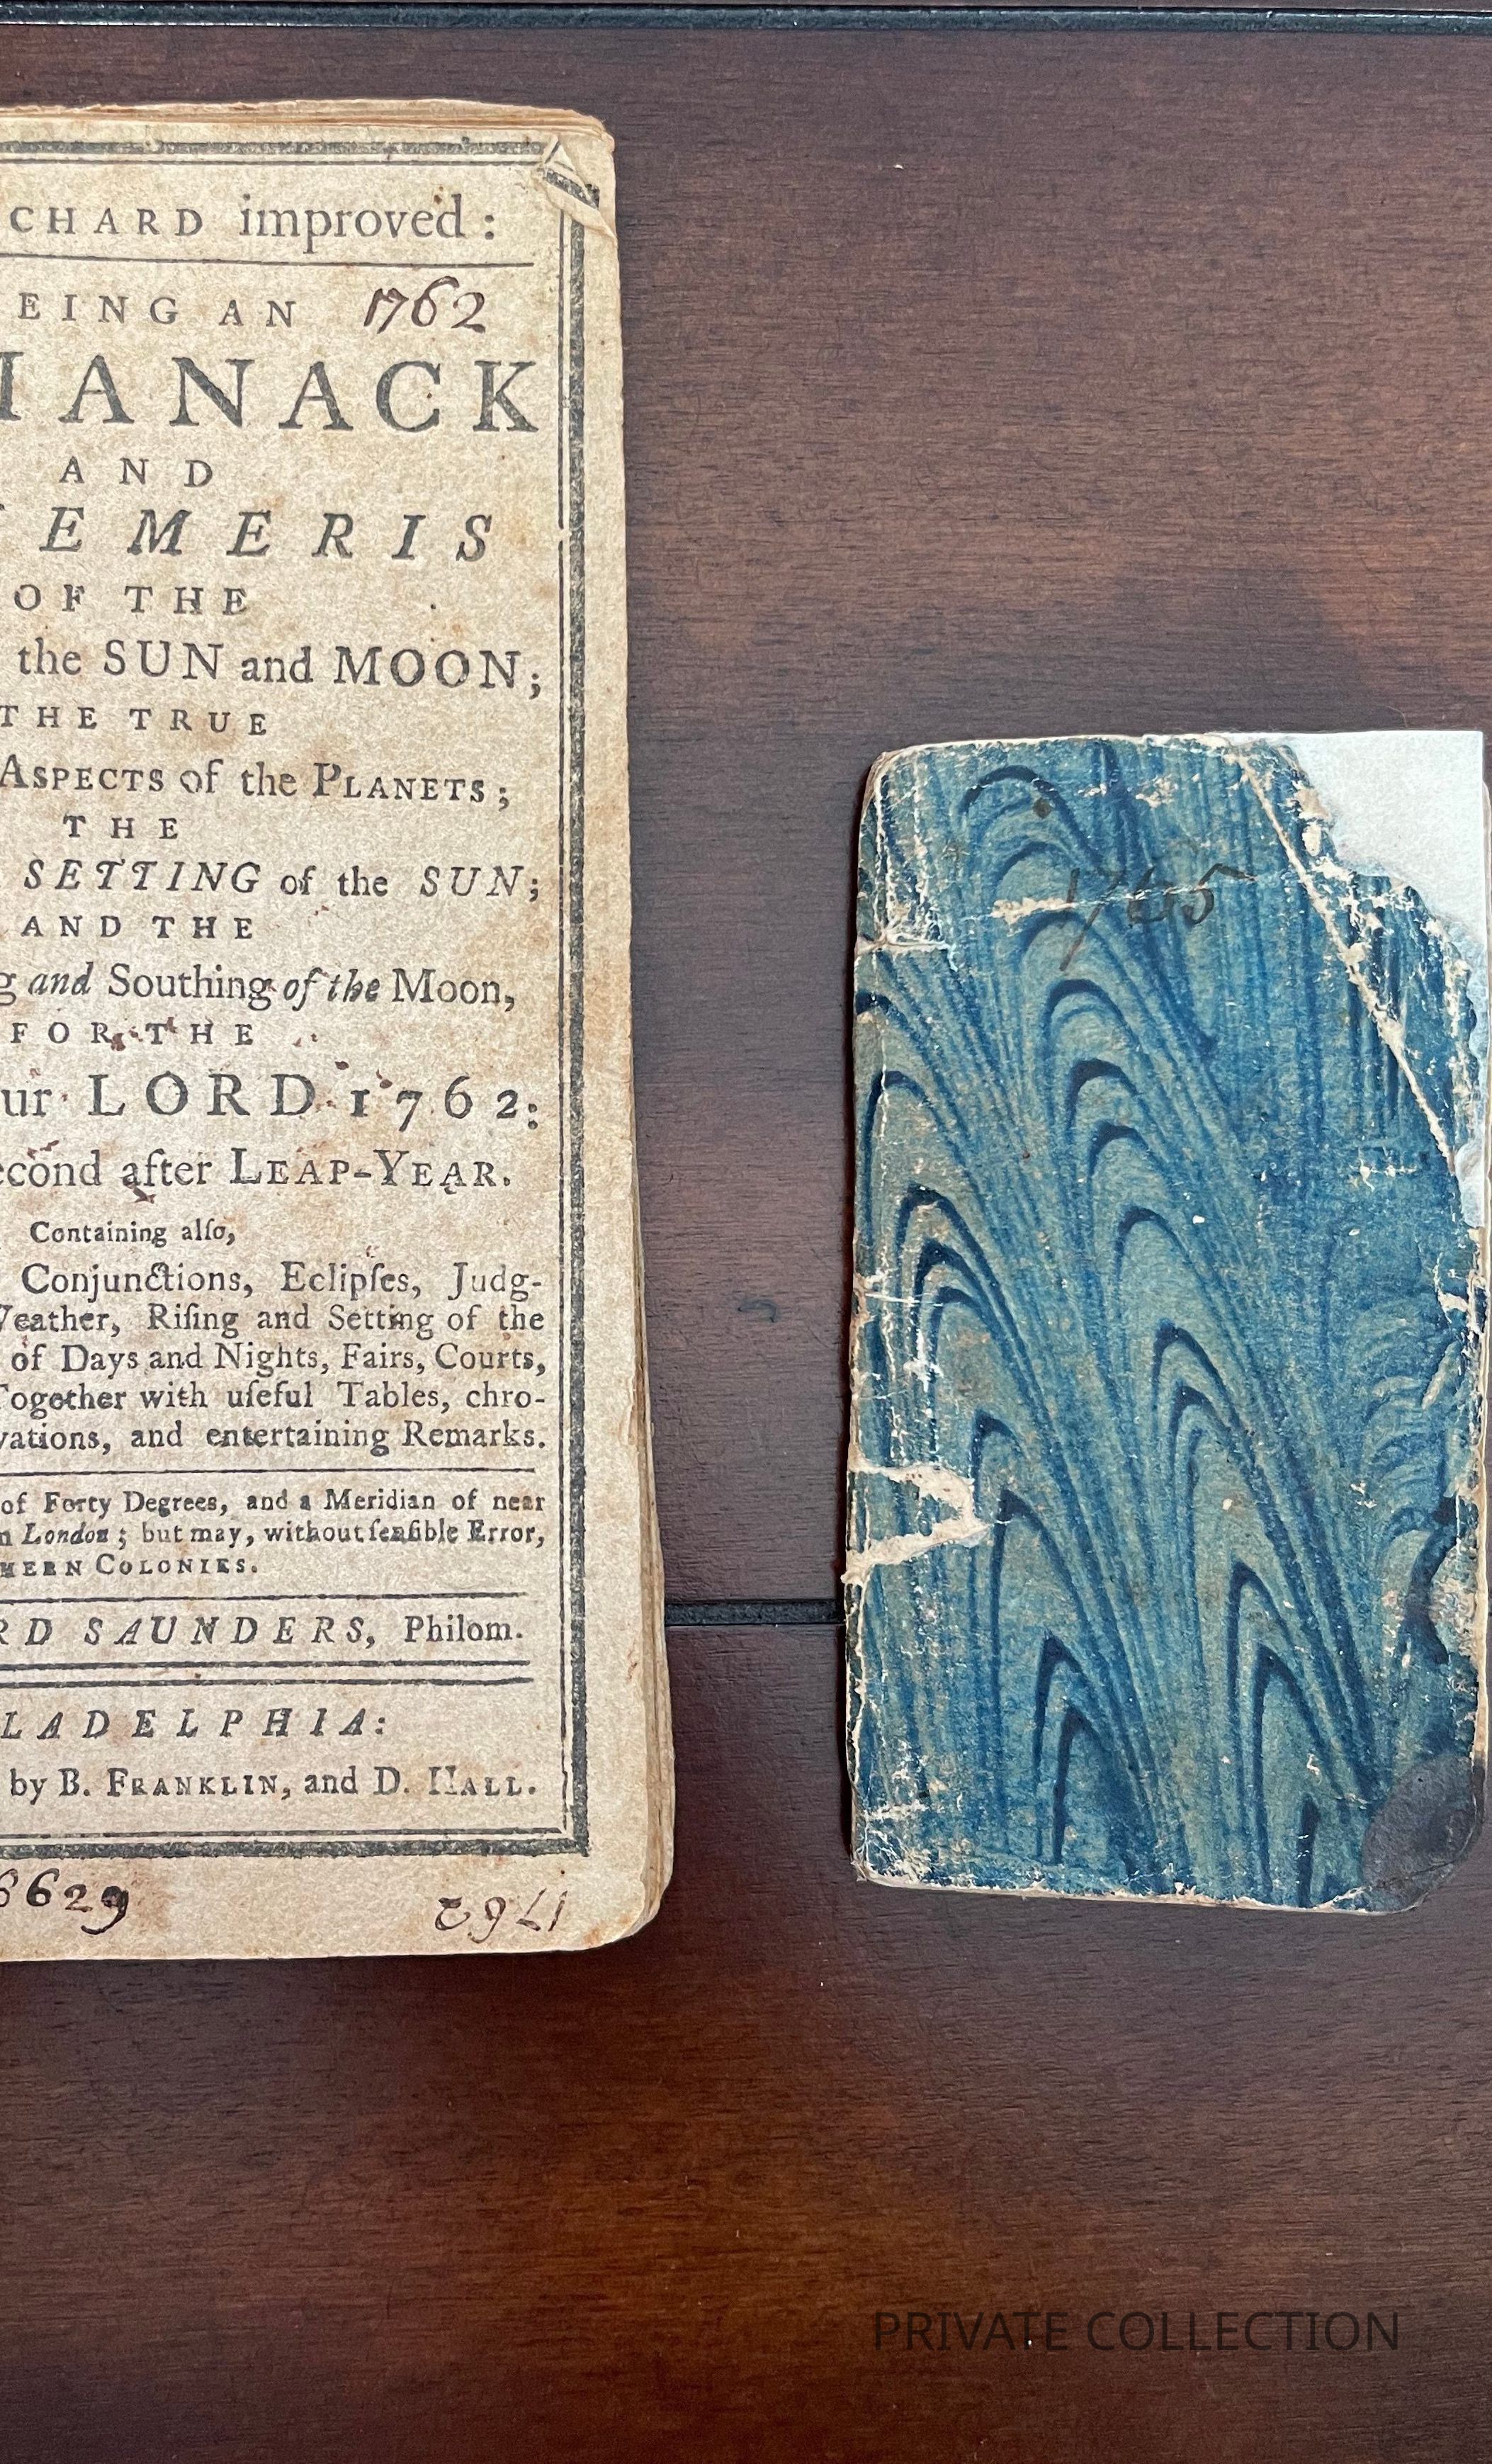 CHARD improved:
EING AN 1762
MANACK
AND
EMERIS
OF THE
the SUN and MOON;
THE TRUE
ASPECTS of the PLANETS;
THE
SETTING of the SUN;
AND THE
g and Southing of the Moon,
FOR THE
ur LORD 1762:
econd after LEAP-YEAR.
Containing alſo,
Conjunctions, Eclipſes, Judg-
Weather, Riſing and Setting of the
of Days and Nights, Fairs, Courts,
Together with uſeful Tables, chro-
vations, and entertaining Remarks.
of Forty Degrees, and a Meridian of near
n London; but may, without ſenſible Error,
HERN COLONIES.
RD SAUNDERS, Philom.
LADELPHIA:
by B. FRANKLIN, and D. HALL.
6629 1762
1765
PRIVATE COLLECTION